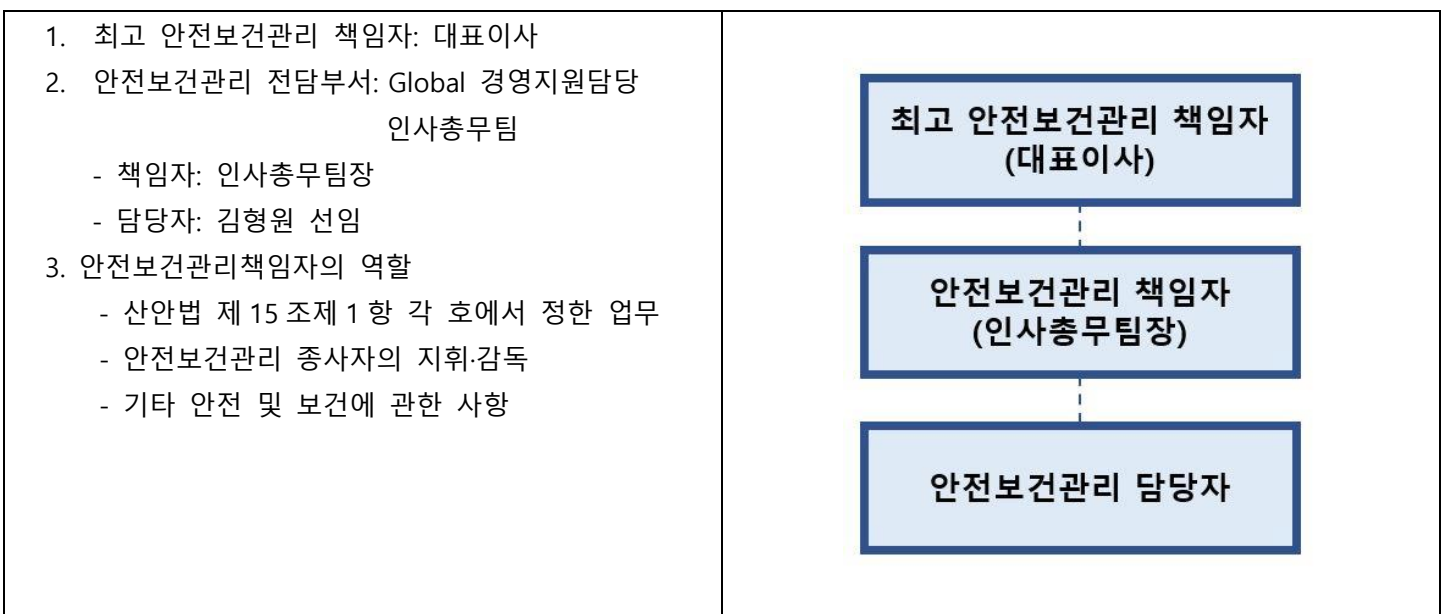 1. 최고 안전보건관리 책임자: 대표이사
2. 안전보건관리 전담부서: Global 경영지원담당
인사총무팀
- 책임자: 인사총무팀장
- 담당자: 김형원 선임
3. 안전보건관리책임자의 역할
- 산안법 제 15 조제 1 항 각 호에서 정한 업무
- 안전보건관리 종사자의 지휘·감독
- 기타 안전 및 보건에 관한 사항
최고 안전보건관리 책임자
(대표이사)
안전보건관리 책임자
(인사총무팀장)
안전보건관리 담당자